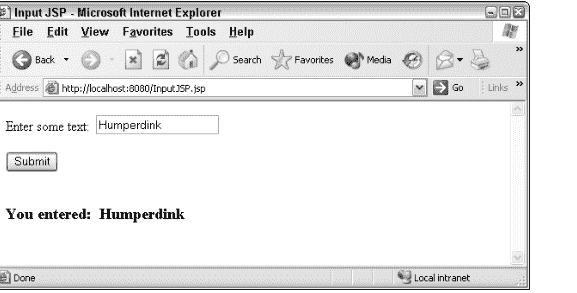 Input JSP - Microsoft Internet Explorer
File Edit View Favorites Tools Help
Back Search Favorites Media »
Address http://localhost:8080/InputJSP.jsp Go Links »
Enter some text: Humperdink
Submit
You entered: Humperdink
Done Local intranet